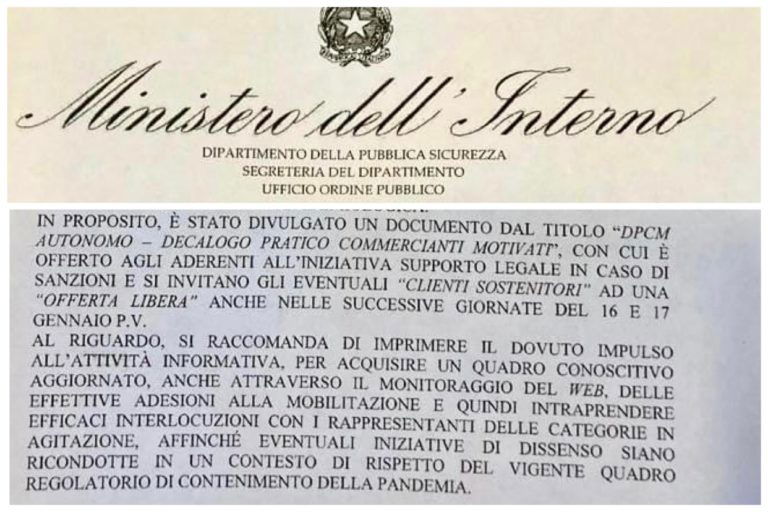 Ministero dell'Interno
DIPARTIMENTO DELLA PUBBLICA SICUREZZA
SEGRETERIA DEL DIPARTIMENTO
UFFICIO ORDINE PUBBLICO
IN PROPOSITO, È STATO DIVULGATO UN DOCUMENTO DAL TITOLO "DPCM
AUTONOMO – DECALOGO PRATICO COMMERCIANTI MOTIVATI", CON CUI È
OFFERTO AGLI ADERENTI ALL'INIZIATIVA SUPPORTO LEGALE IN CASO DI
SANZIONI E SI INVITANO GLI EVENTUALI "CLIENTI SOSTENITORI" AD UNA
"OFFERTA LIBERA" ANCHE NELLE SUCCESSIVE GIORNATE DEL 16 E 17
GENNAIO P.V.
AL RIGUARDO, SI RACCOMANDA DI IMPRIMERE IL DOVUTO IMPULSO
ALL'ATTIVITÀ INFORMATIVA, PER ACQUISIRE UN QUADRO CONOSCITIVO
AGGIORNATO, ANCHE ATTRAVERSO IL MONITORAGGIO DEL WEB, DELLE
EFFETTIVE ADESIONI ALLA MOBILITAZIONE E QUINDI INTRAPRENDERE
EFFICACI INTERLOCUZIONI CON I RAPPRESENTANTI DELLE CATEGORIE IN
AGITAZIONE, AFFINCHÉ EVENTUALI INIZIATIVE DI DISSENSO SIANO
RICONDOTTE IN UN CONTESTO DI RISPETTO DEL VIGENTE QUADRO
REGOLATORIO DI CONTENIMENTO DELLA PANDEMIA.